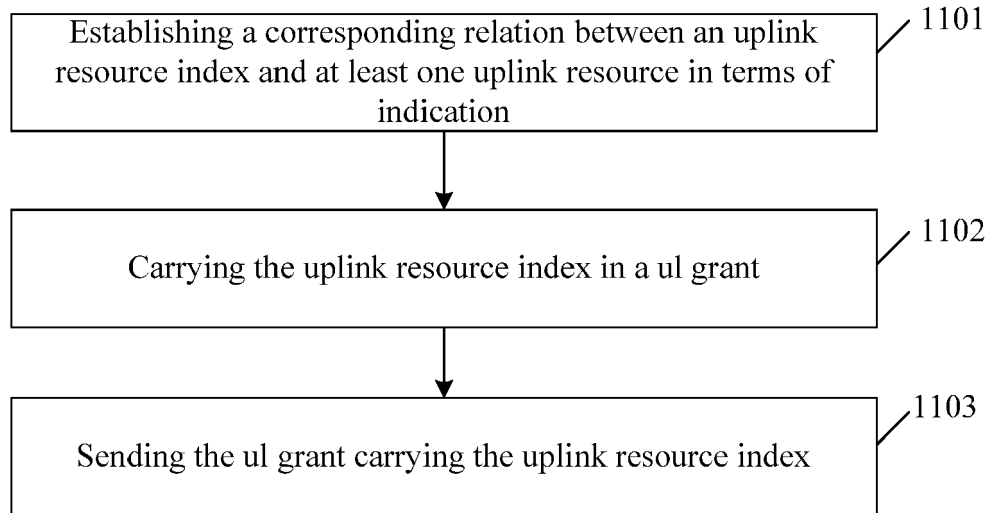 Establishing a corresponding relation between an uplink
resource index and at least one uplink resource in terms of
indication
1101
Carrying the uplink resource index in a ul grant
1102
Sending the ul grant carrying the uplink resource index
1103